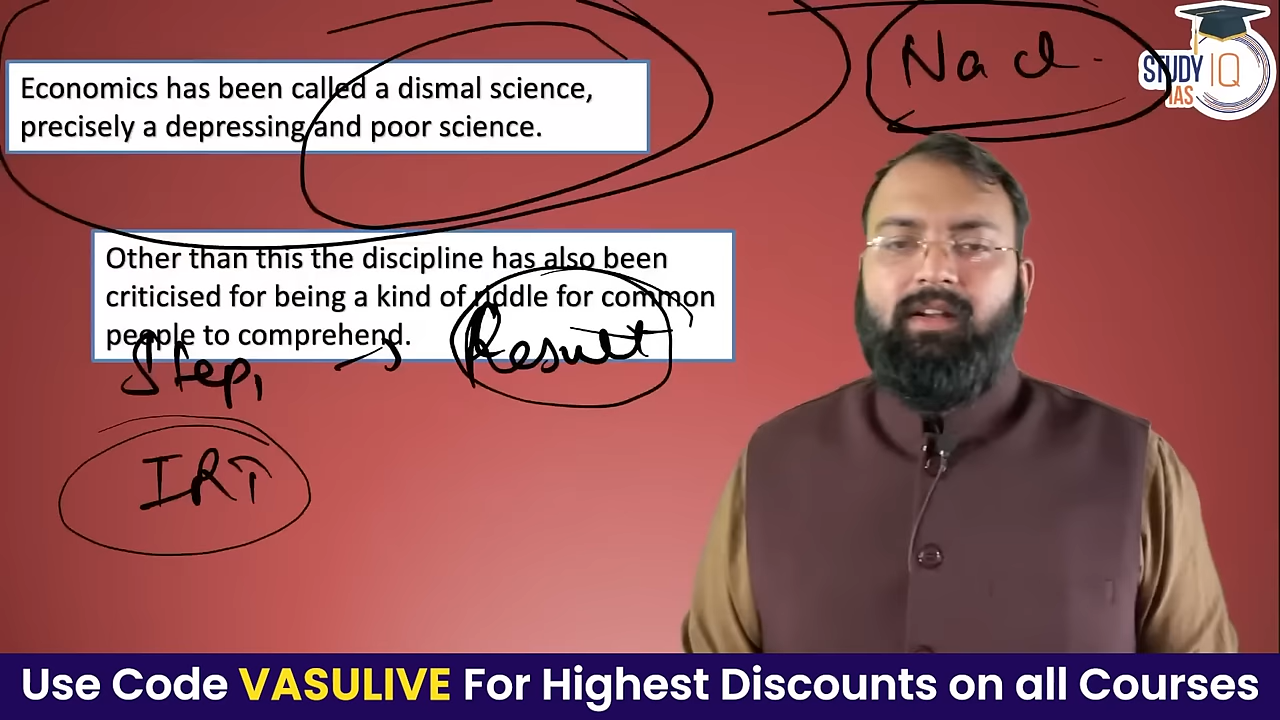 Na cl.
STUDY IQ
IAS
Economics has been called a dismal science,
precisely a depressing and poor science.
Other than this the discipline has also been
criticised for being a kind of riddle for common
people to comprehend.
Step, → Result
IRT
Use Code VASULIVE For Highest Discounts on all Courses